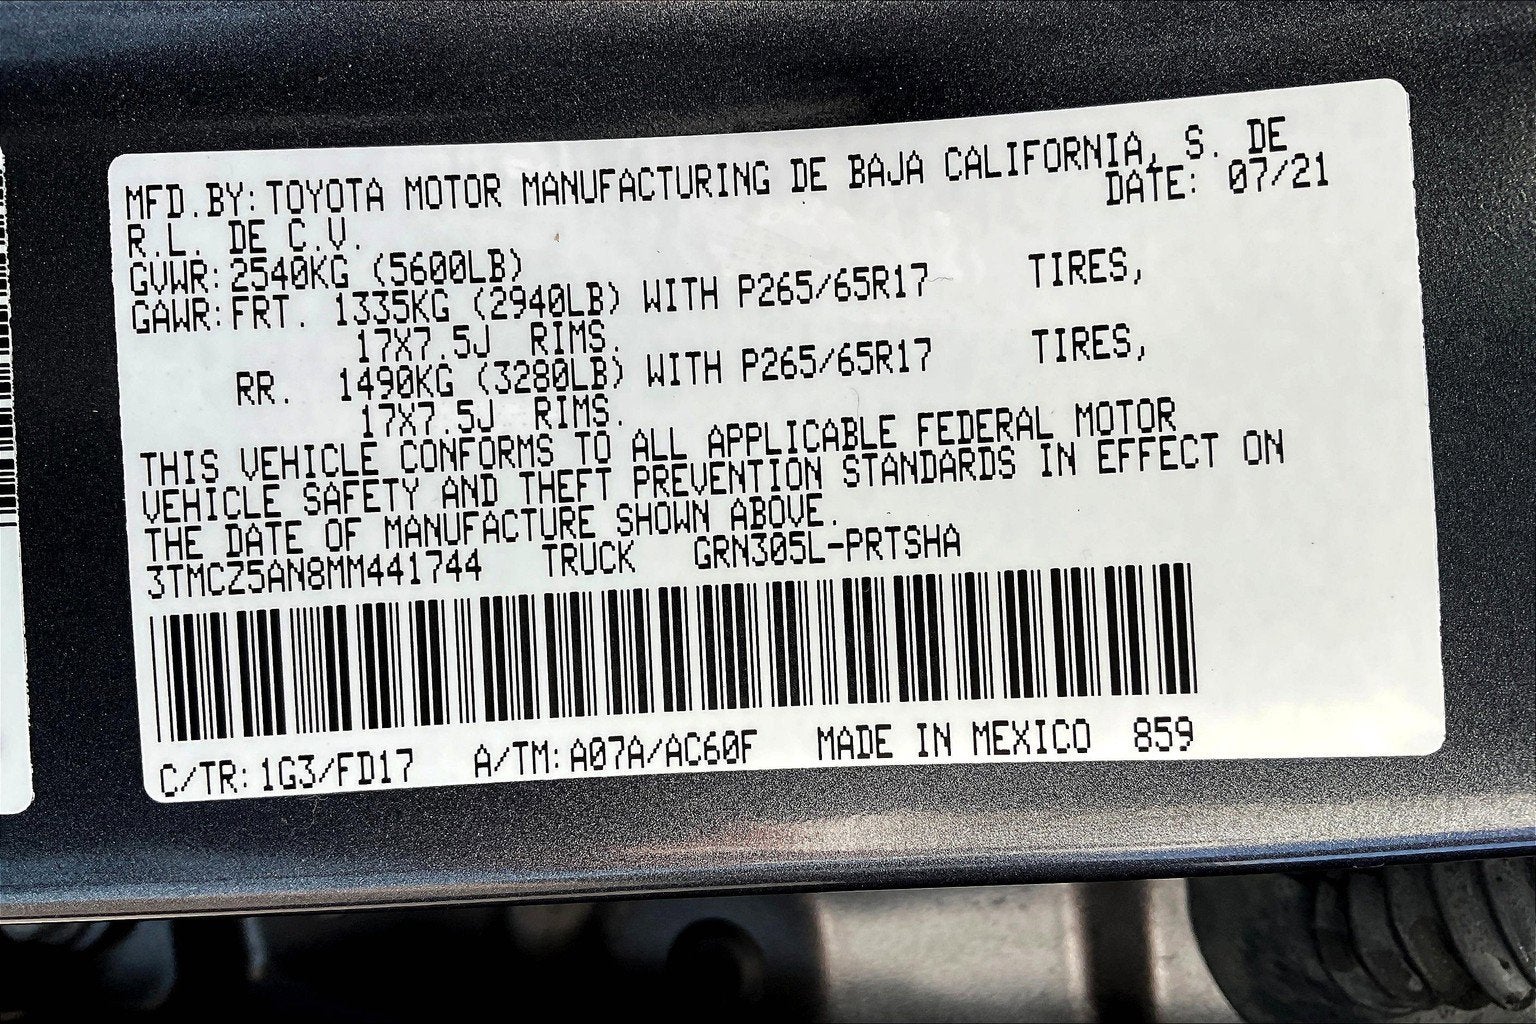 MFD.BY:TOYOTA MOTOR MANUFACTURING DE BAJA CALIFORNIA, S. DE
R.L. DE C.V. DATE: 07/21
GVWR:2540KG (5600LB)
GAWR:FRT. 1335KG (2940LB) WITH P265/65R17 TIRES,
17X7.5J RIMS.
RR. 1490KG (3280LB) WITH P265/65R17 TIRES,
17X7.5J RIMS.
THIS VEHICLE CONFORMS TO ALL APPLICABLE FEDERAL MOTOR
VEHICLE SAFETY AND THEFT PREVENTION STANDARDS IN EFFECT ON
THE DATE OF MANUFACTURE SHOWN ABOVE.
3TMCZ5AN8MM441744 TRUCK GRN305L-PRTSHA
C/TR:1G3/FD17 A/TM:A07A/AC60F MADE IN MEXICO 859